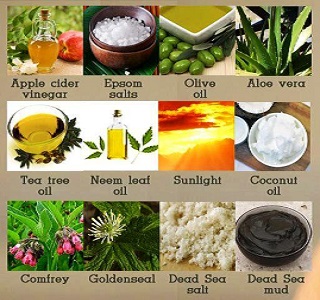 Apple cider vinegar
Epsom salts
Olive oil
Aloe vera
Tea tree oil
Neem leaf oil
Sunlight
Coconut oil
Comfrey
Goldenseal
Dead Sea salt
Dead Sea mud